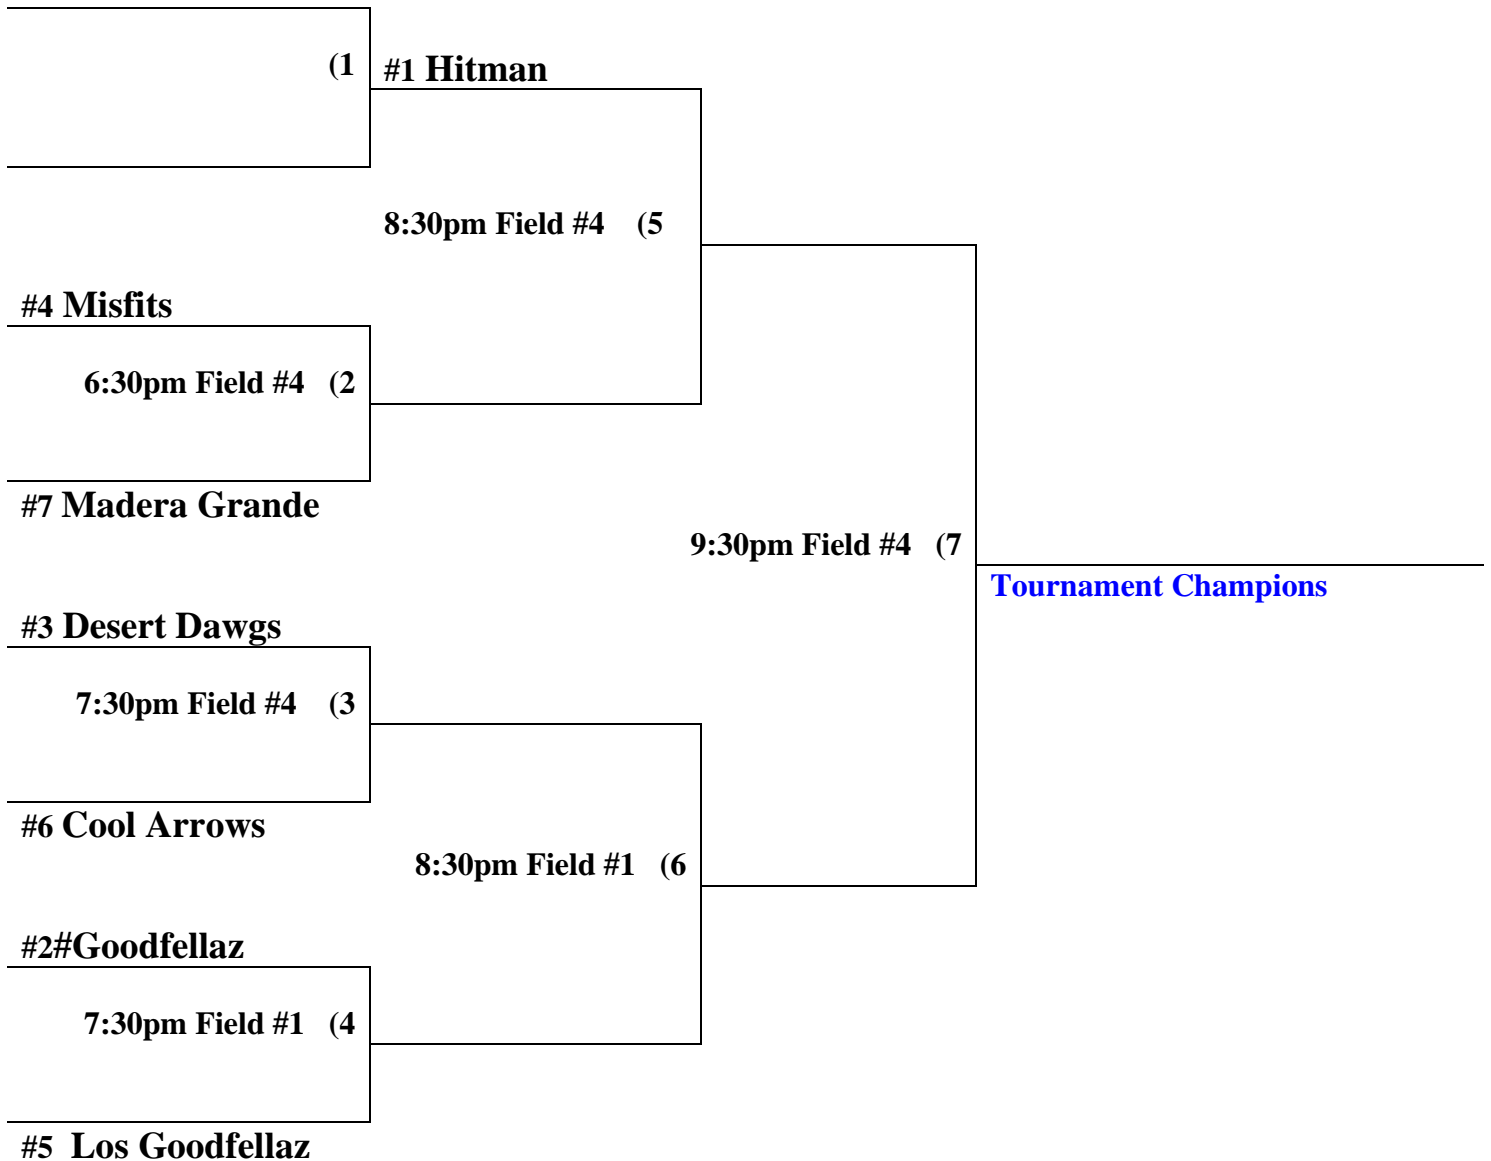 (1
#1 Hitman
8:30pm Field #4 (5
#4 Misfits
6:30pm Field #4 (2
#7 Madera Grande
9:30pm Field #4 (7
Tournament Champions
#3 Desert Dawgs
7:30pm Field #4 (3
#6 Cool Arrows
8:30pm Field #1 (6
#2#Goodfellaz
7:30pm Field #1 (4
#5 Los Goodfellaz